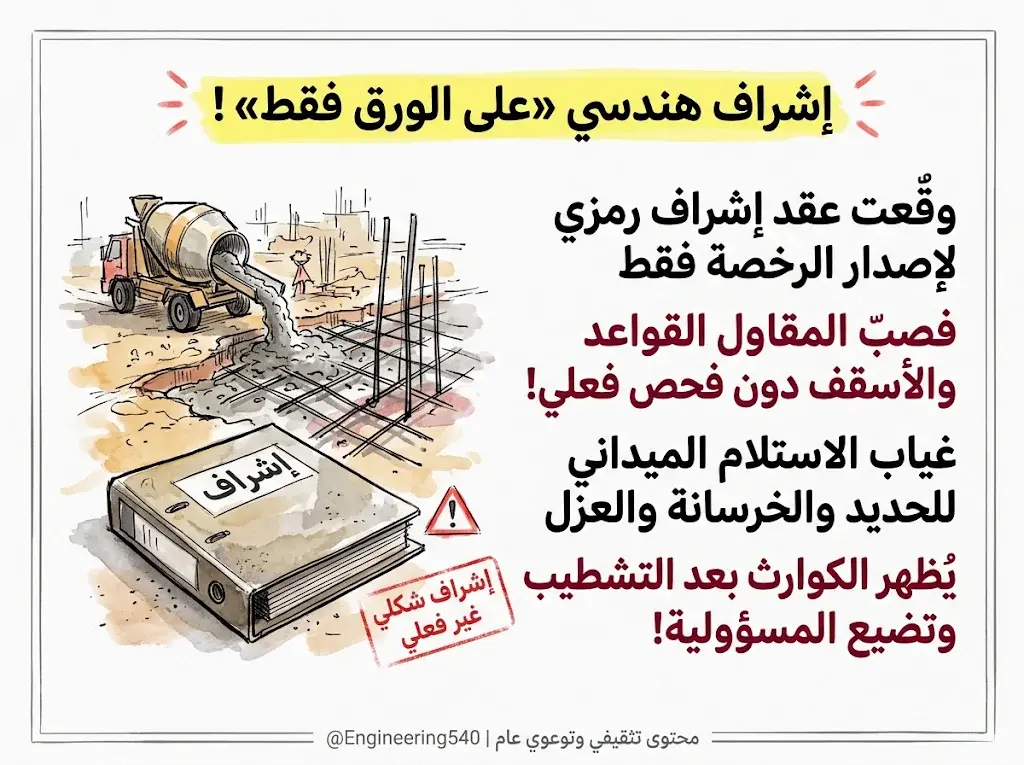 إشراف هندسي «على الورق فقط» !
وقٌعت عقد إشراف رمزي
لإصدار الرخصة فقط
فصبّ المقاول القواعد
والأسقف دون فحص فعلي!
غياب الاستلام الميداني
للحديد والخرسانة والعزل
يُظهر الكوارث بعد التشطيب
وتضيع المسؤولية!
إشراف
إشراف شكلي
غير فعلي
محتوى تثقيفي وتوعوي عام | @Engineering540